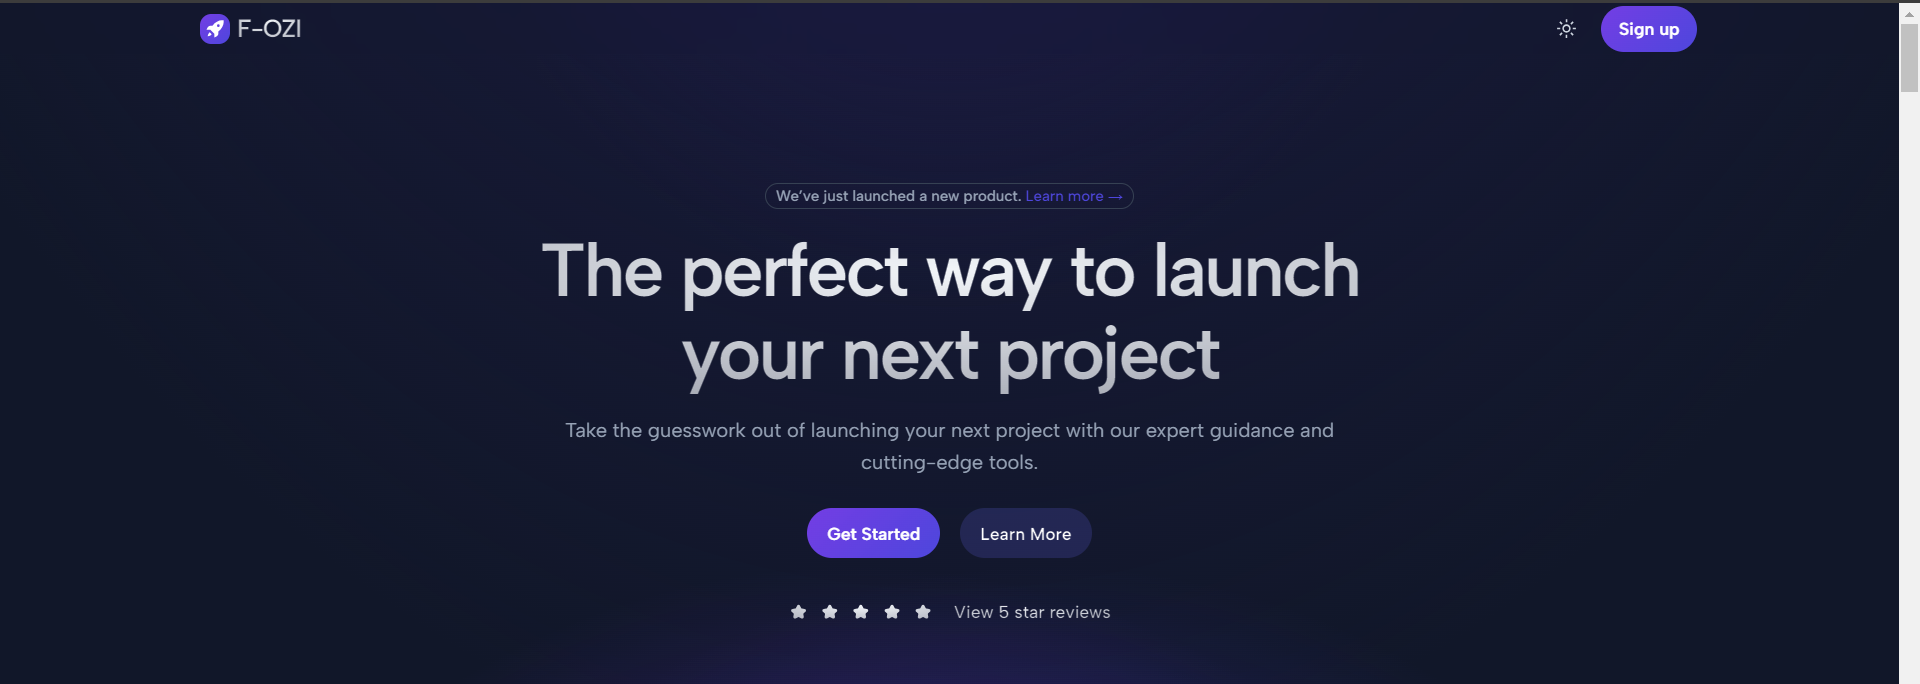 F-OZI
Sign up
We've just launched a new product. Learn more →
The perfect way to launch
your next project
Take the guesswork out of launching your next project with our expert guidance and
cutting-edge tools.
Get Started
Learn More
View 5 star reviews